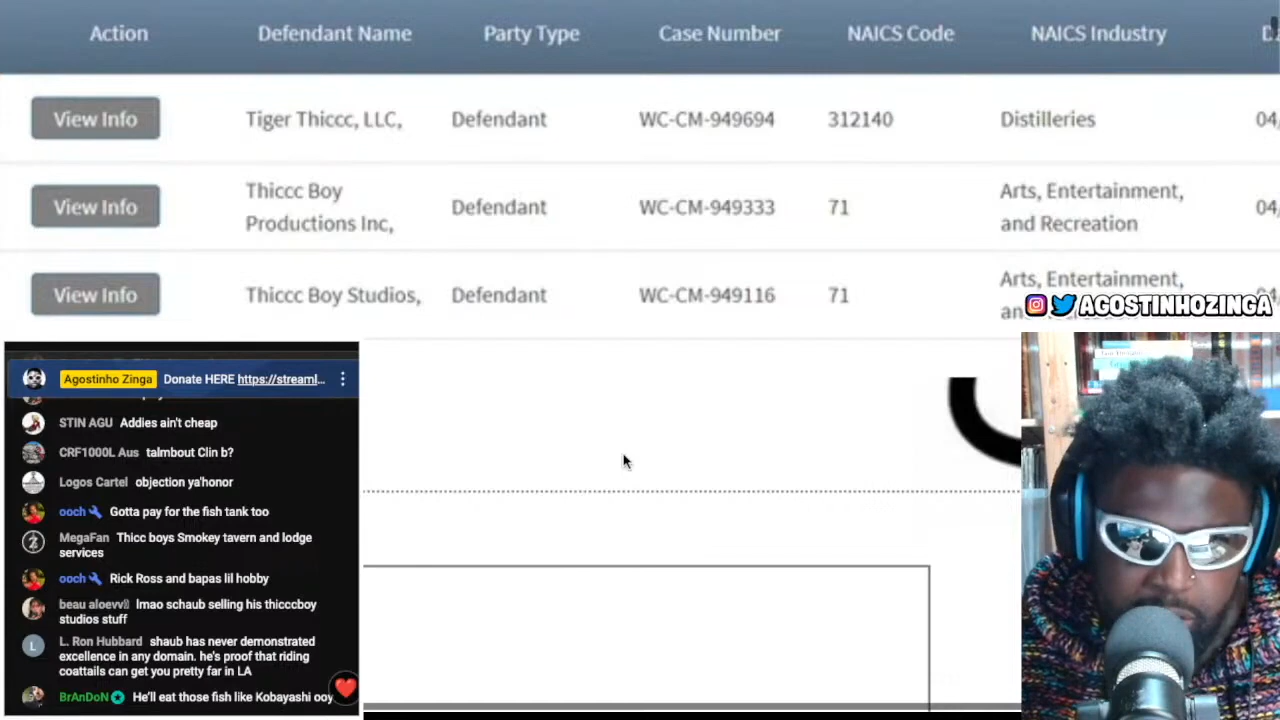 Action Defendant Name Party Type Case Number NAICS Code NAICS Industry
View Info Tiger Thiccc, LLC, Defendant WC-CM-949694 312140 Distilleries 04
View Info Thiccc Boy Productions Inc, Defendant WC-CM-949333 71 Arts, Entertainment, and Recreation 04
View Info Thiccc Boy Studios, Defendant WC-CM-949116 71 Arts, Entertainment,
AGOSTINHOZINGA
Agostinho Zinga Donate HERE https://streaml...
STIN AGU Addies ain't cheap
CRF1000L Aus talmbout Clin b?
Logos Cartel objection ya'honor
ooch Gotta pay for the fish tank too
MegaFan Thicc boys Smokey tavern and lodge
services
ooch Rick Ross and bapas lil hobby
beau aloevv lmao schaub selling his thicccboy
studios stuff
L. Ron Hubbard shaub has never demonstrated
excellence in any domain. he's proof that riding
coattails can get you pretty far in LA
BrAnDoN He'll eat those fish like Kobayashi ooy